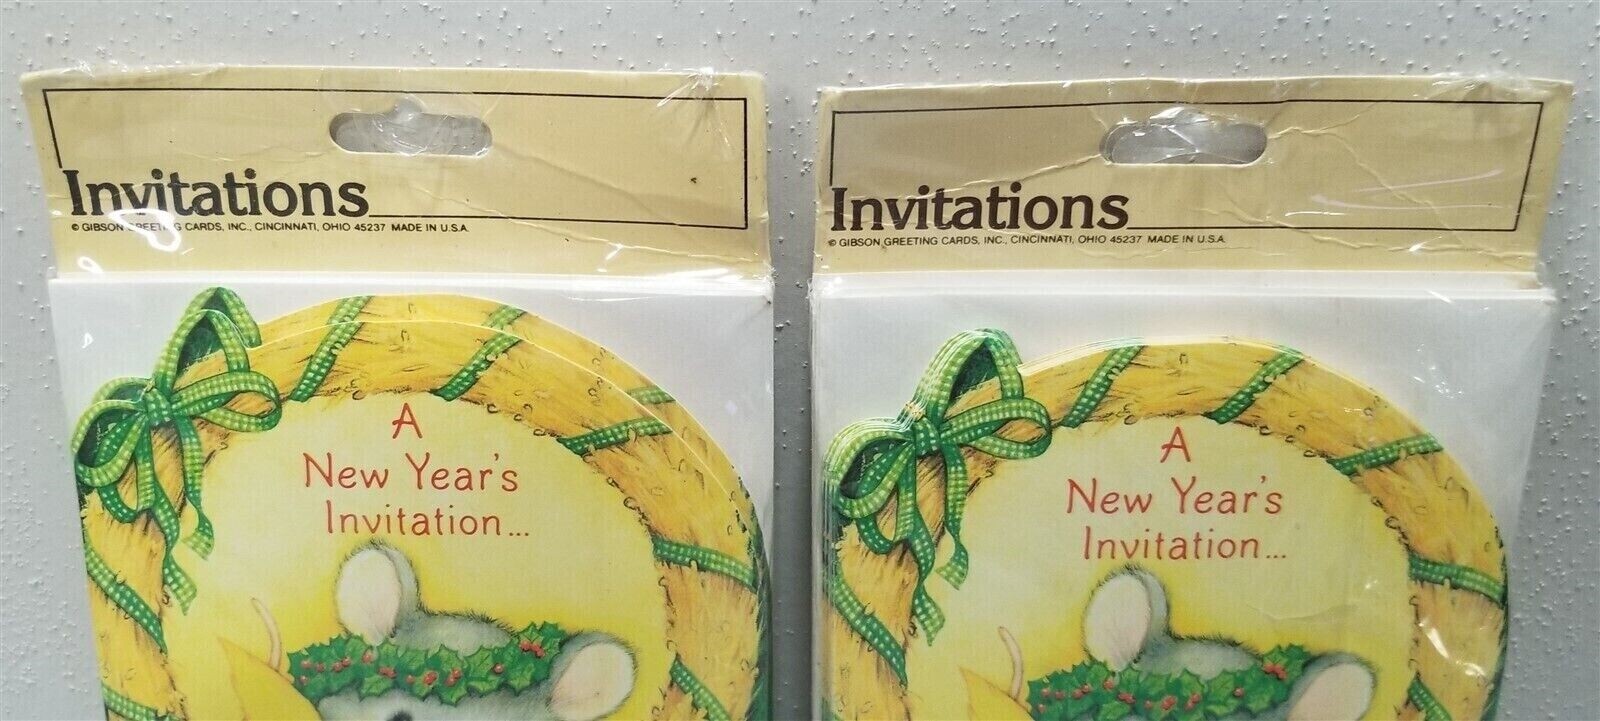 Invitations
© GIBSON GREETING CARDS, INC., CINCINNATI, OHIO 45237 MADE IN U.S.A.
A
New Year's
Invitation...
Invitations
© GIBSON GREETING CARDS, INC., CINCINNATI, OHIO 45237 MADE IN U.S.A.
A
New Year's
Invitation...